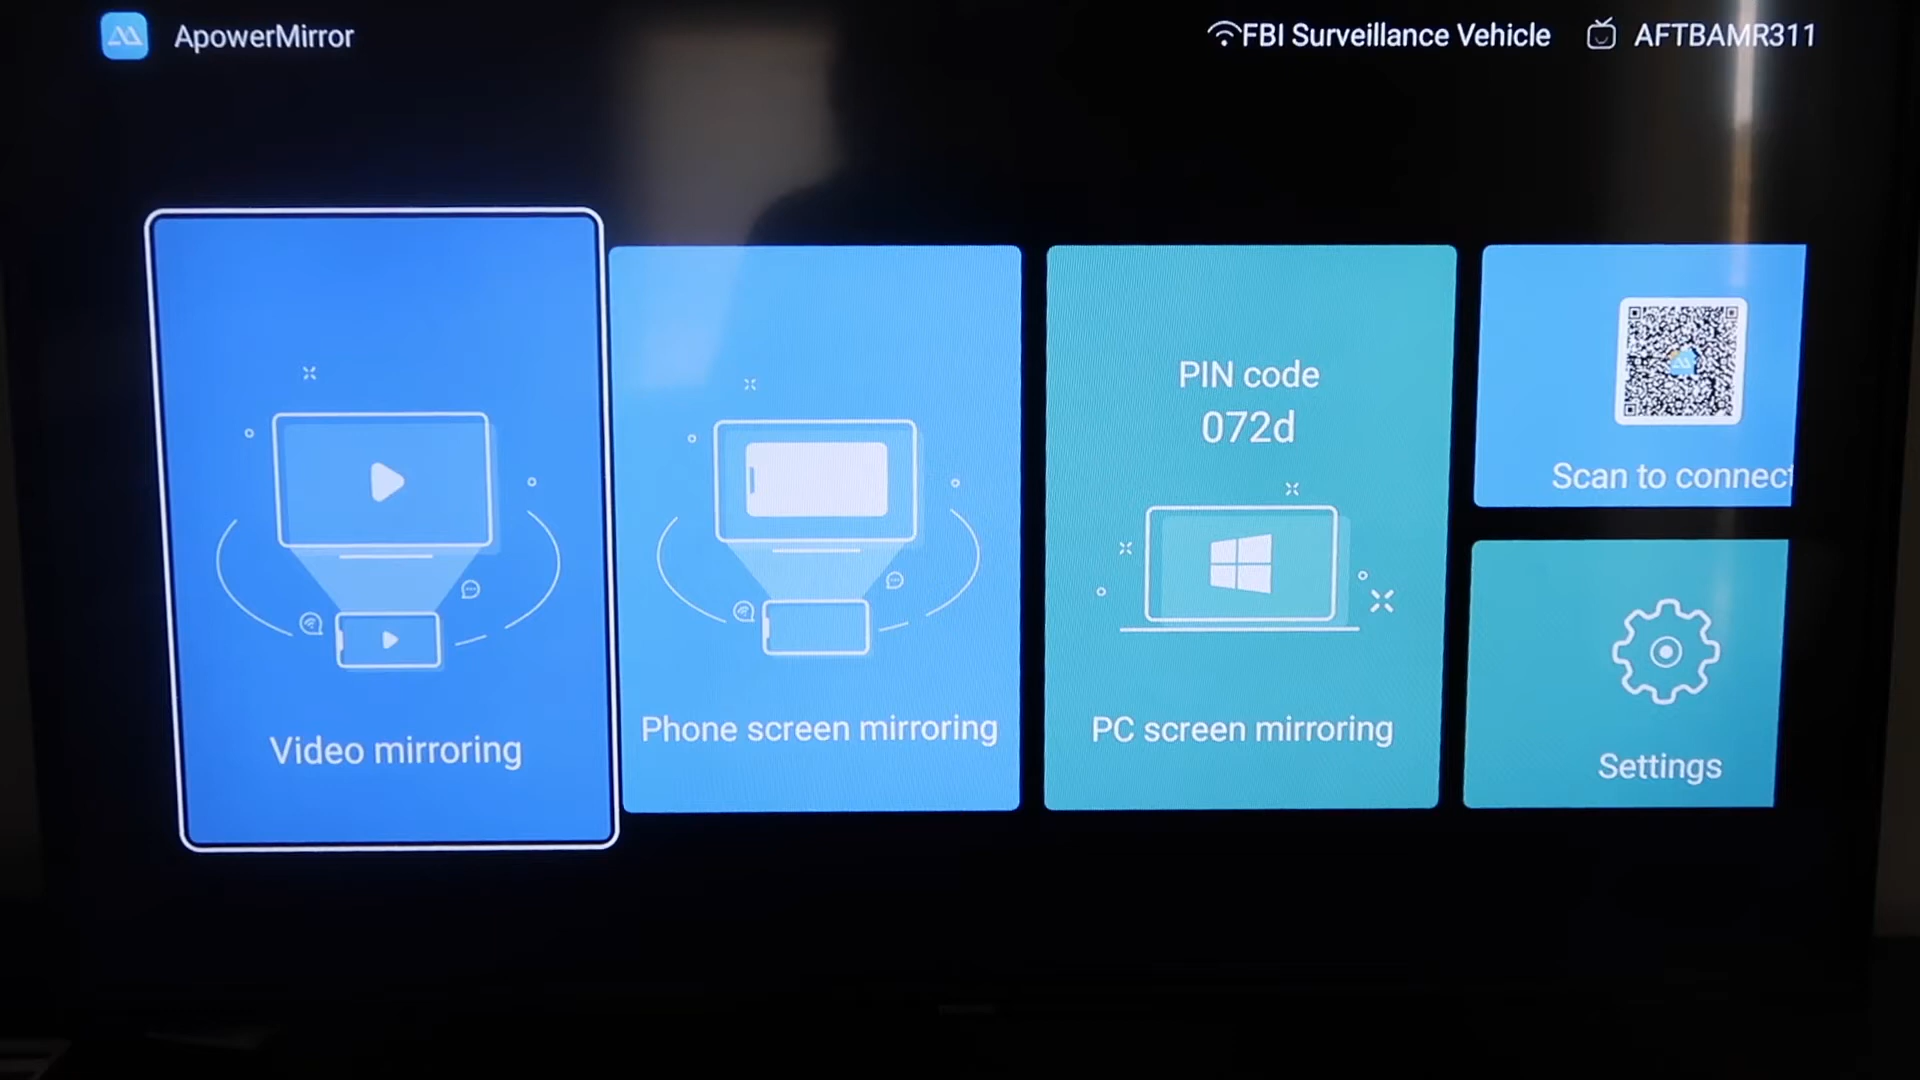 ApowerMirror
FBI Surveillance Vehicle
AFTBAMR311
Video mirroring
Phone screen mirroring
PIN code
072d
PC screen mirroring
Scan to connect
Settings